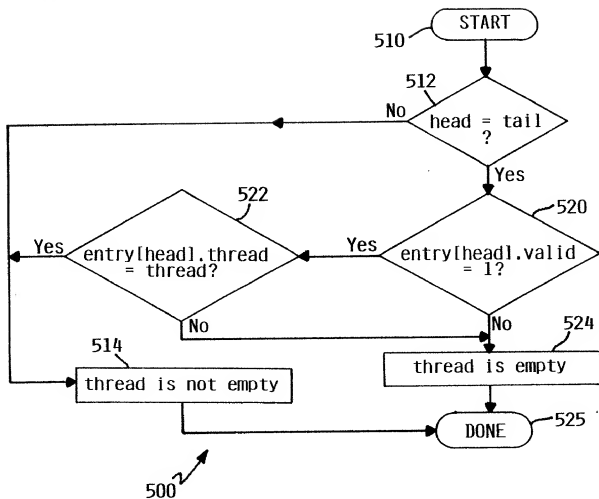 START
510
512
head = tail
?
No
Yes
522
520
entry[head].thread
= thread?
Yes
entry[head].valid
= 1?
Yes
No
No
514
524
thread is not empty
thread is empty
DONE
525
500